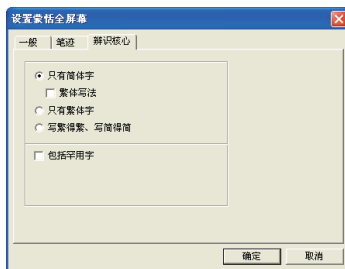 设置蒙恬全屏幕
一般 笔迹 辨识核心
只有简体字
繁体写法
只有繁体字
写繁得繁、写简得简
包括罕用字
确定 取消